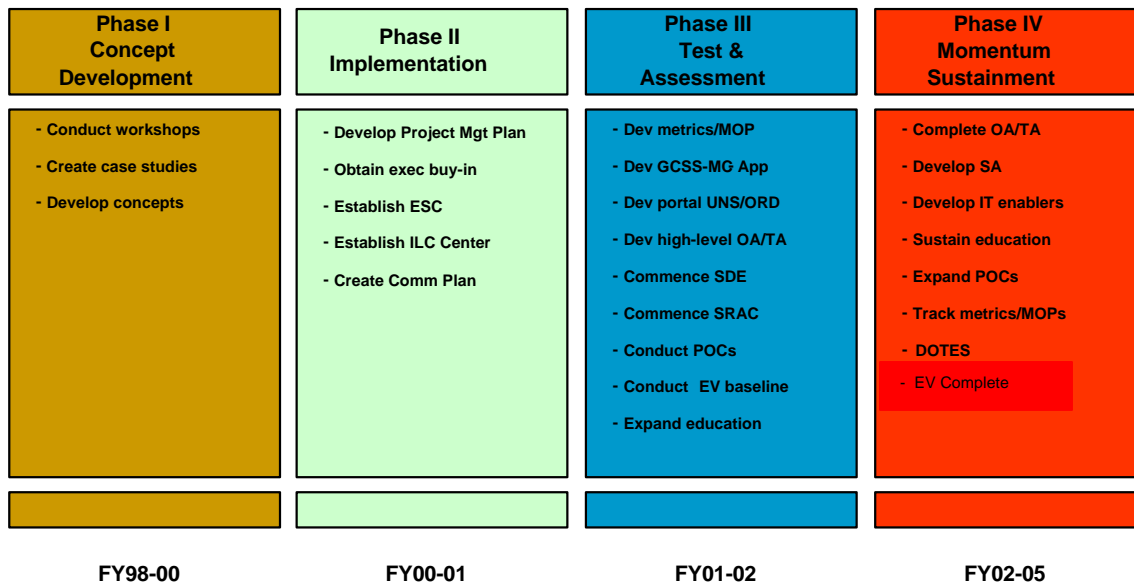 Phase I
Concept
Development
- Conduct workshops
- Create case studies
- Develop concepts
FY98-00
Phase II
Implementation
- Develop Project Mgt Plan
- Obtain exec buy-in
- Establish ESC
- Establish ILC Center
- Create Comm Plan
FY00-01
Phase III
Test &
Assessment
- Dev metrics/MOP
- Dev GCSS-MG App
- Dev portal UNS/ORD
- Dev high-level OA/TA
- Commence SDE
- Commence SRAC
- Conduct POCs
- Conduct EV baseline
- Expand education
FY01-02
Phase IV
Momentum
Sustainment
- Complete OA/TA
- Develop SA
- Develop IT enablers
- Sustain education
- Expand POCs
- Track metrics/MOPs
- DOTES
- EV Complete
FY02-05